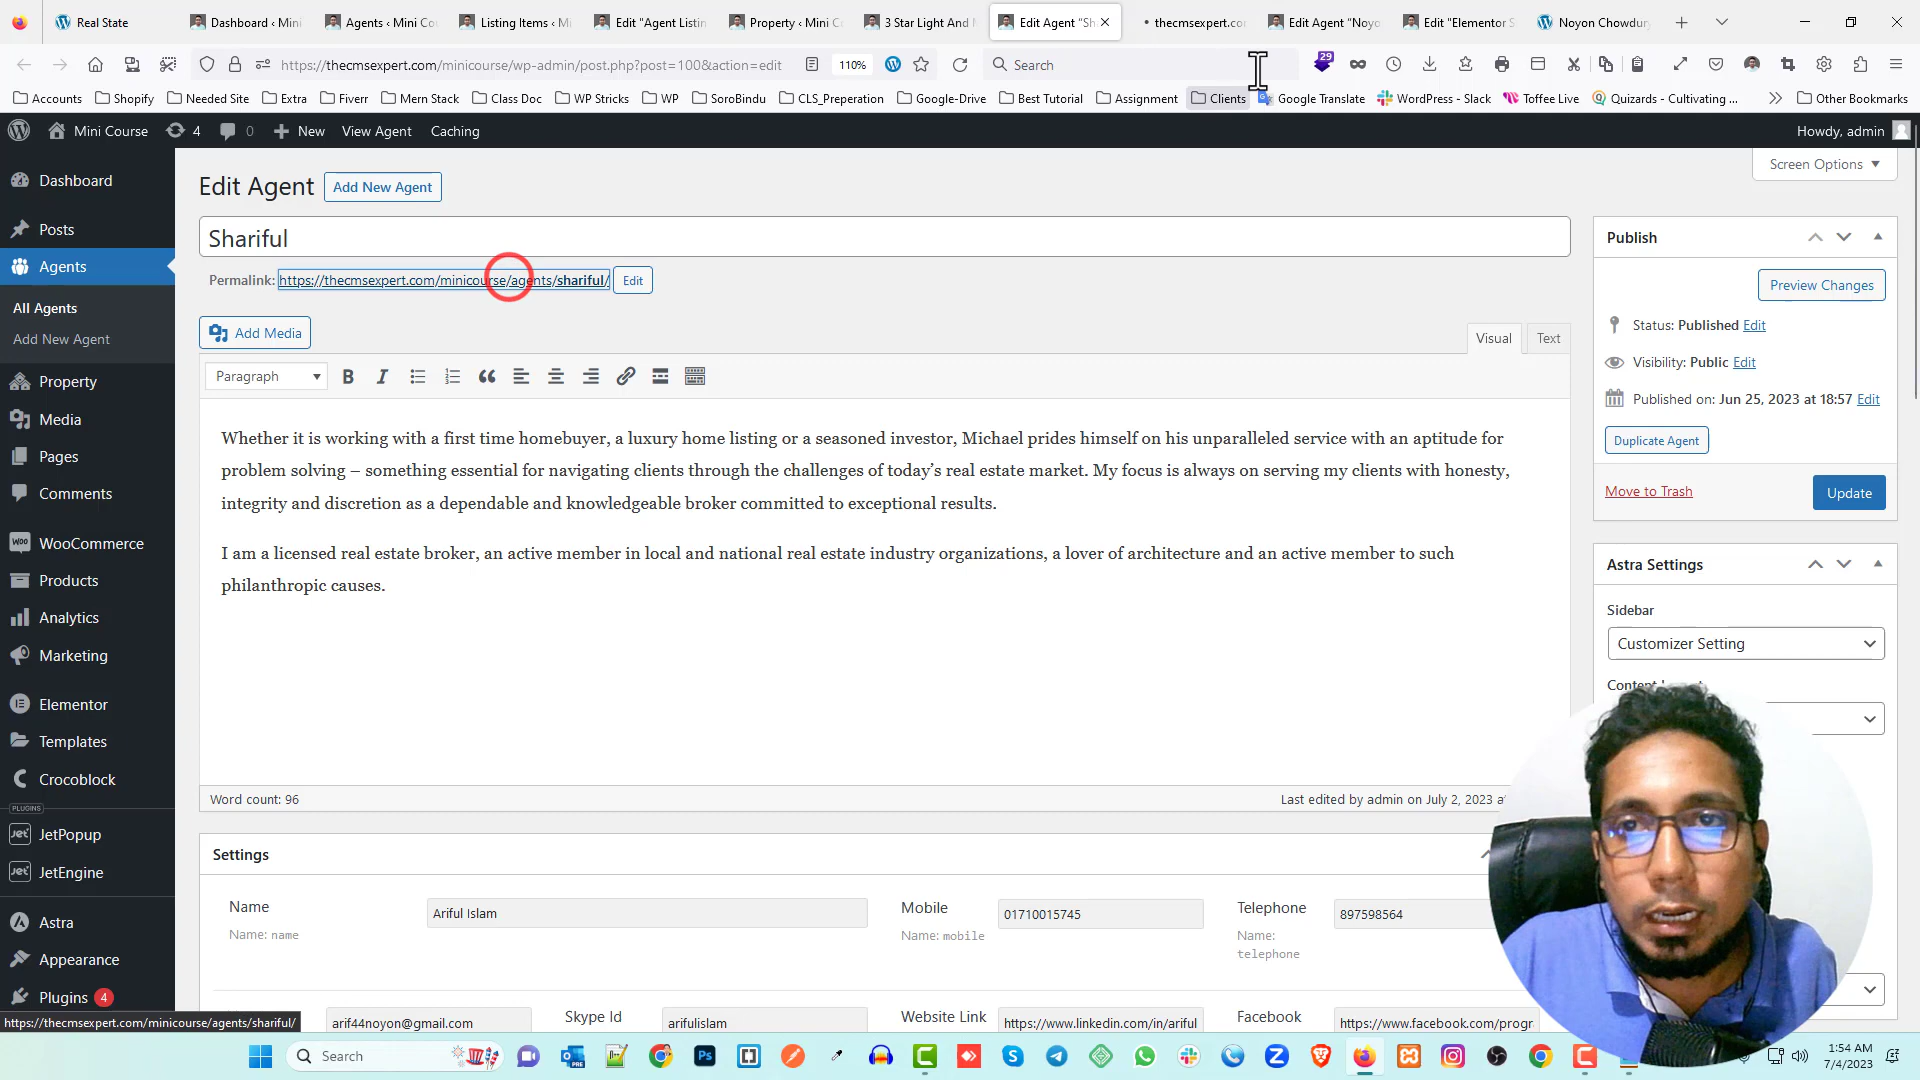 Real State
Dashboard ‹ Mini
Agents ‹ Mini Co
Listing Items ‹ Mi
Edit "Agent Listin
Property ‹ Mini C
3 Star Light And
Edit Agent "Sh
thecmsexpert.co
Edit Agent "Noyo
Edit "Elementor S
Noyon Chowdury
https://thecmsexpert.com/minicourse/wp-admin/post.php?post=100&action=edit
110%
Search
29
Accounts
Shopify
Needed Site
Extra
Fiverr
Mern Stack
Class Doc
WP Stricks
WP
SoroBindu
CLS_Preperation
Google-Drive
Best Tutorial
Assignment
Clients
Google Translate
WordPress - Slack
Toffee Live
Quizards - Cultivating ...
Other Bookmarks
Mini Course
4
0
New
View Agent
Caching
Howdy, admin
Screen Options
Dashboard
Posts
Agents
All Agents
Add New Agent
Property
Media
Pages
Comments
WooCommerce
Products
Analytics
Marketing
Elementor
Templates
Crocoblock
PLUGINS
JetPopup
JetEngine
Astra
Appearance
Plugins 4
https://thecmsexpert.com/minicourse/agents/shariful/
Edit Agent
Add New Agent
Shariful
Permalink: https://thecmsexpert.com/minicourse/agents/shariful/ Edit
Add Media
Visual
Text
Paragraph
Whether it is working with a first time homebuyer, a luxury home listing or a seasoned investor, Michael prides himself on his unparalleled service with an aptitude for
problem solving – something essential for navigating clients through the challenges of today's real estate market. My focus is always on serving my clients with honesty,
integrity and discretion as a dependable and knowledgeable broker committed to exceptional results.
I am a licensed real estate broker, an active member in local and national real estate industry organizations, a lover of architecture and an active member to such
philanthropic causes.
Word count: 96
Last edited by admin on July 2, 2023 a
Settings
Name
Name: name
Ariful Islam
Mobile
Name: mobile
01710015745
Telephone
Name:
telephone
897598564
arif44noyon@gmail.com
Skype Id
arifulislam
Website Link
https://www.linkedin.com/in/ariful
Facebook
https://www.facebook.com/progr
Publish
Preview Changes
Status: Published Edit
Visibility: Public Edit
Published on: Jun 25, 2023 at 18:57 Edit
Duplicate Agent
Move to Trash
Update
Astra Settings
Sidebar
Customizer Setting
Search
1:54 AM
7/4/2023